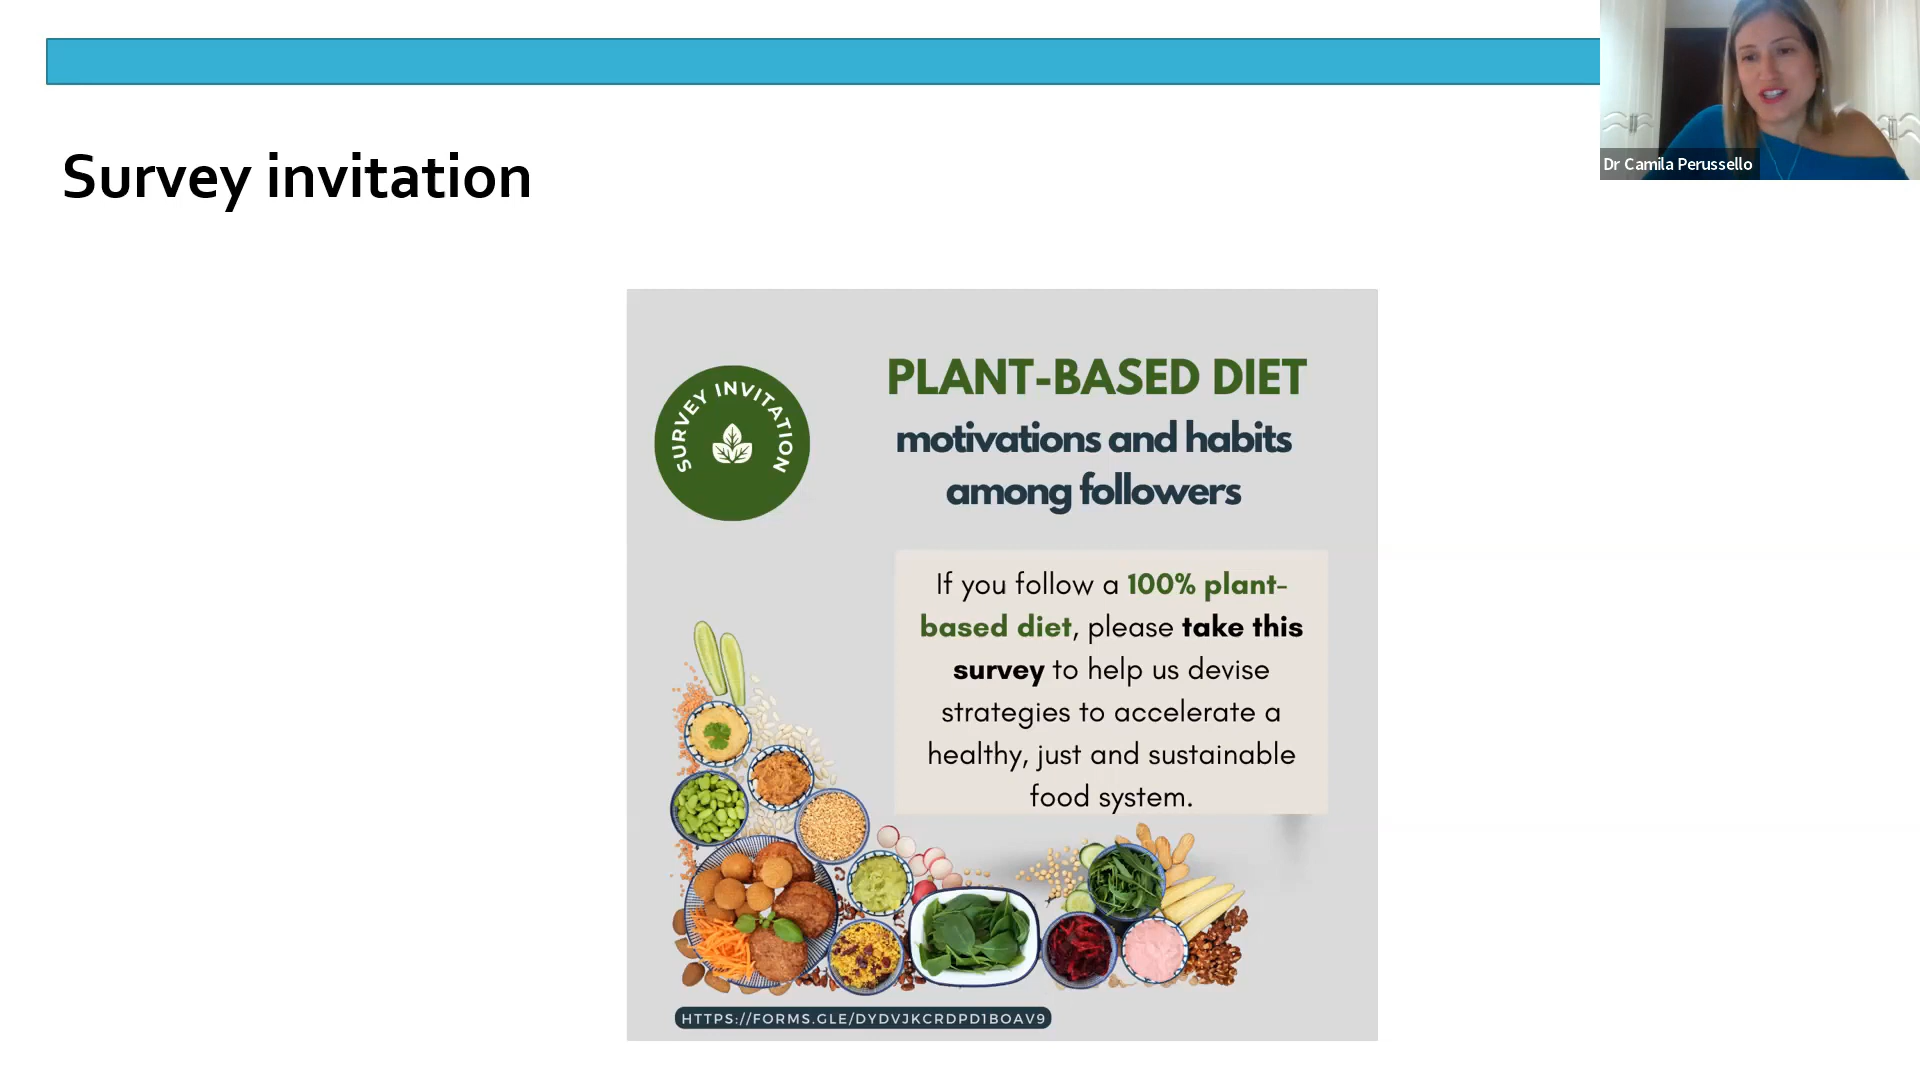 Dr Camila Perussello
Survey invitation
SURVEY INVITATION
PLANT-BASED DIET
motivations and habits
among followers
If you follow a 100% plant-
based diet, please take this
survey to help us devise
strategies to accelerate a
healthy, just and sustainable
food system.
HTTPS://FORMS.GLE/DYDVJKCRDPD1BOAV9